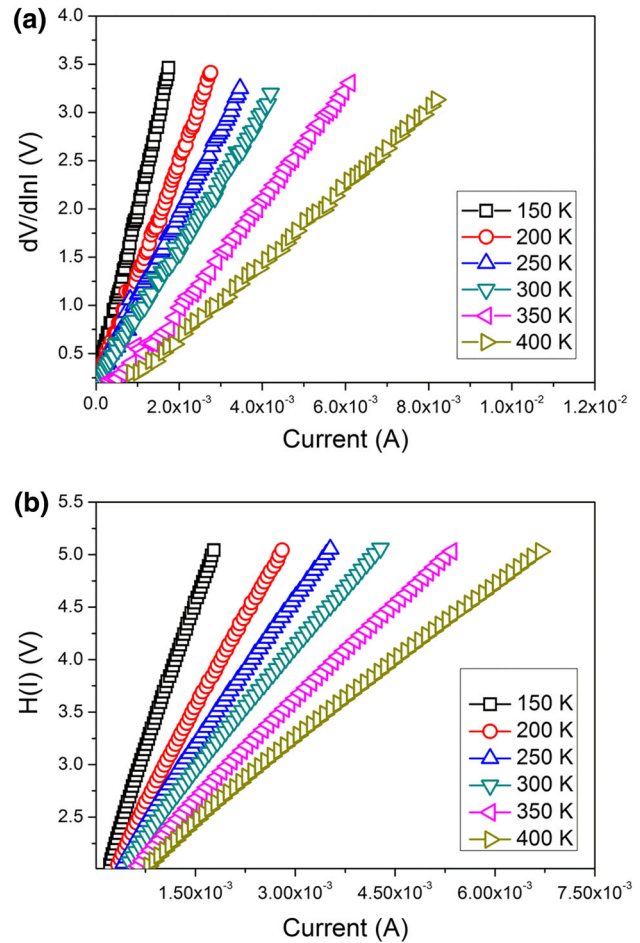 (a)
4.0
3.5
3.0
2.5
2.0
1.5
1.0
0.5
dV/dlnI (V)
150 K
200 K
250 K
300 K
350 K
400 K
0.0 2.0x10⁻³ 4.0x10⁻³ 6.0x10⁻³ 8.0x10⁻³ 1.0x10⁻² 1.2x10⁻²
Current (A)
(b)
5.5
5.0
4.5
4.0
3.5
3.0
2.5
H(I) (V)
150 K
200 K
250 K
300 K
350 K
400 K
1.50x10⁻³ 3.00x10⁻³ 4.50x10⁻³ 6.00x10⁻³ 7.50x10⁻³
Current (A)